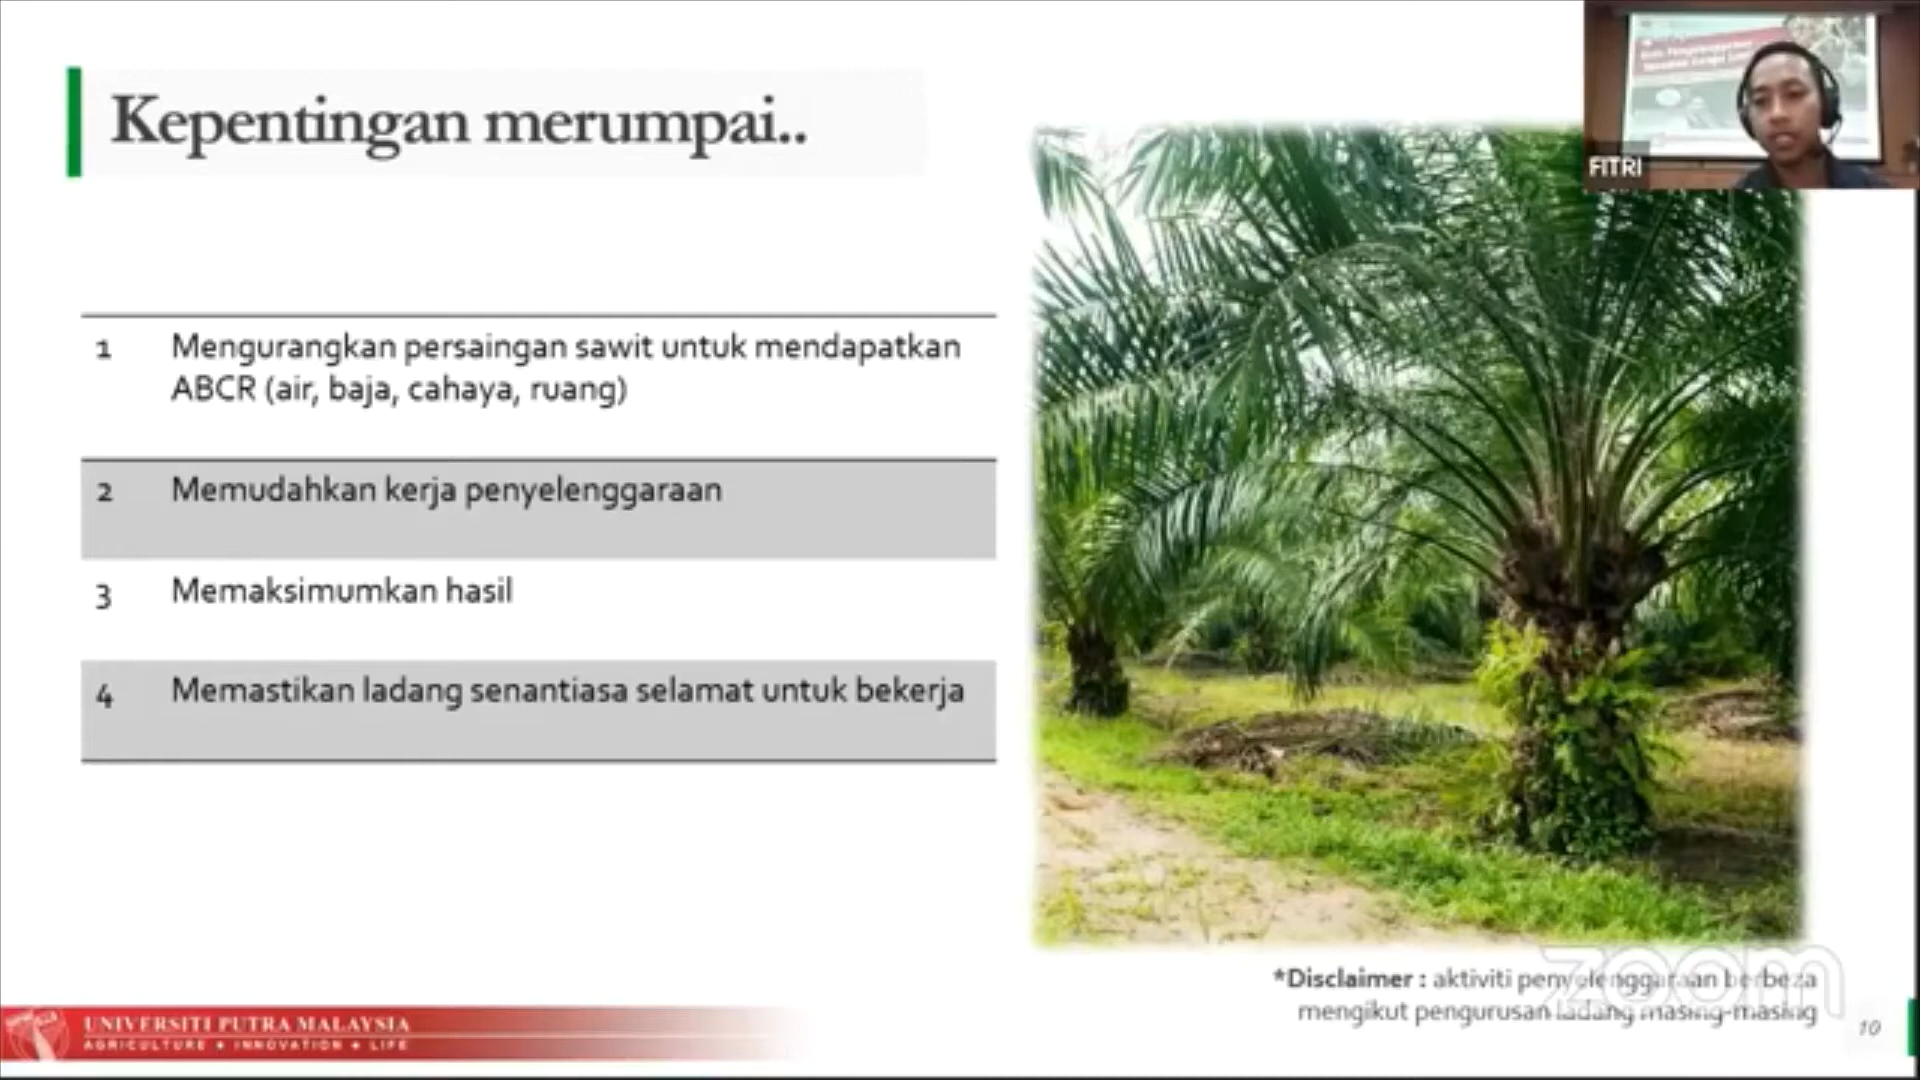 Kepentingan merumpai..
FITRI
1 Mengurangkan persaingan sawit untuk mendapatkan
ABCR (air, baja, cahaya, ruang)
2 Memudahkan kerja penyelenggaraan
3 Memaksimumkan hasil
4 Memastikan ladang senantiasa selamat untuk bekerja
*Disclaimer : aktiviti penyelenggaraan berbeza
mengikut pengurusan ladang masing-masing
zoom
UNIVERSITI PUTRA MALAYSIA
AGRICULTURE • INNOVATION • LIFE
10